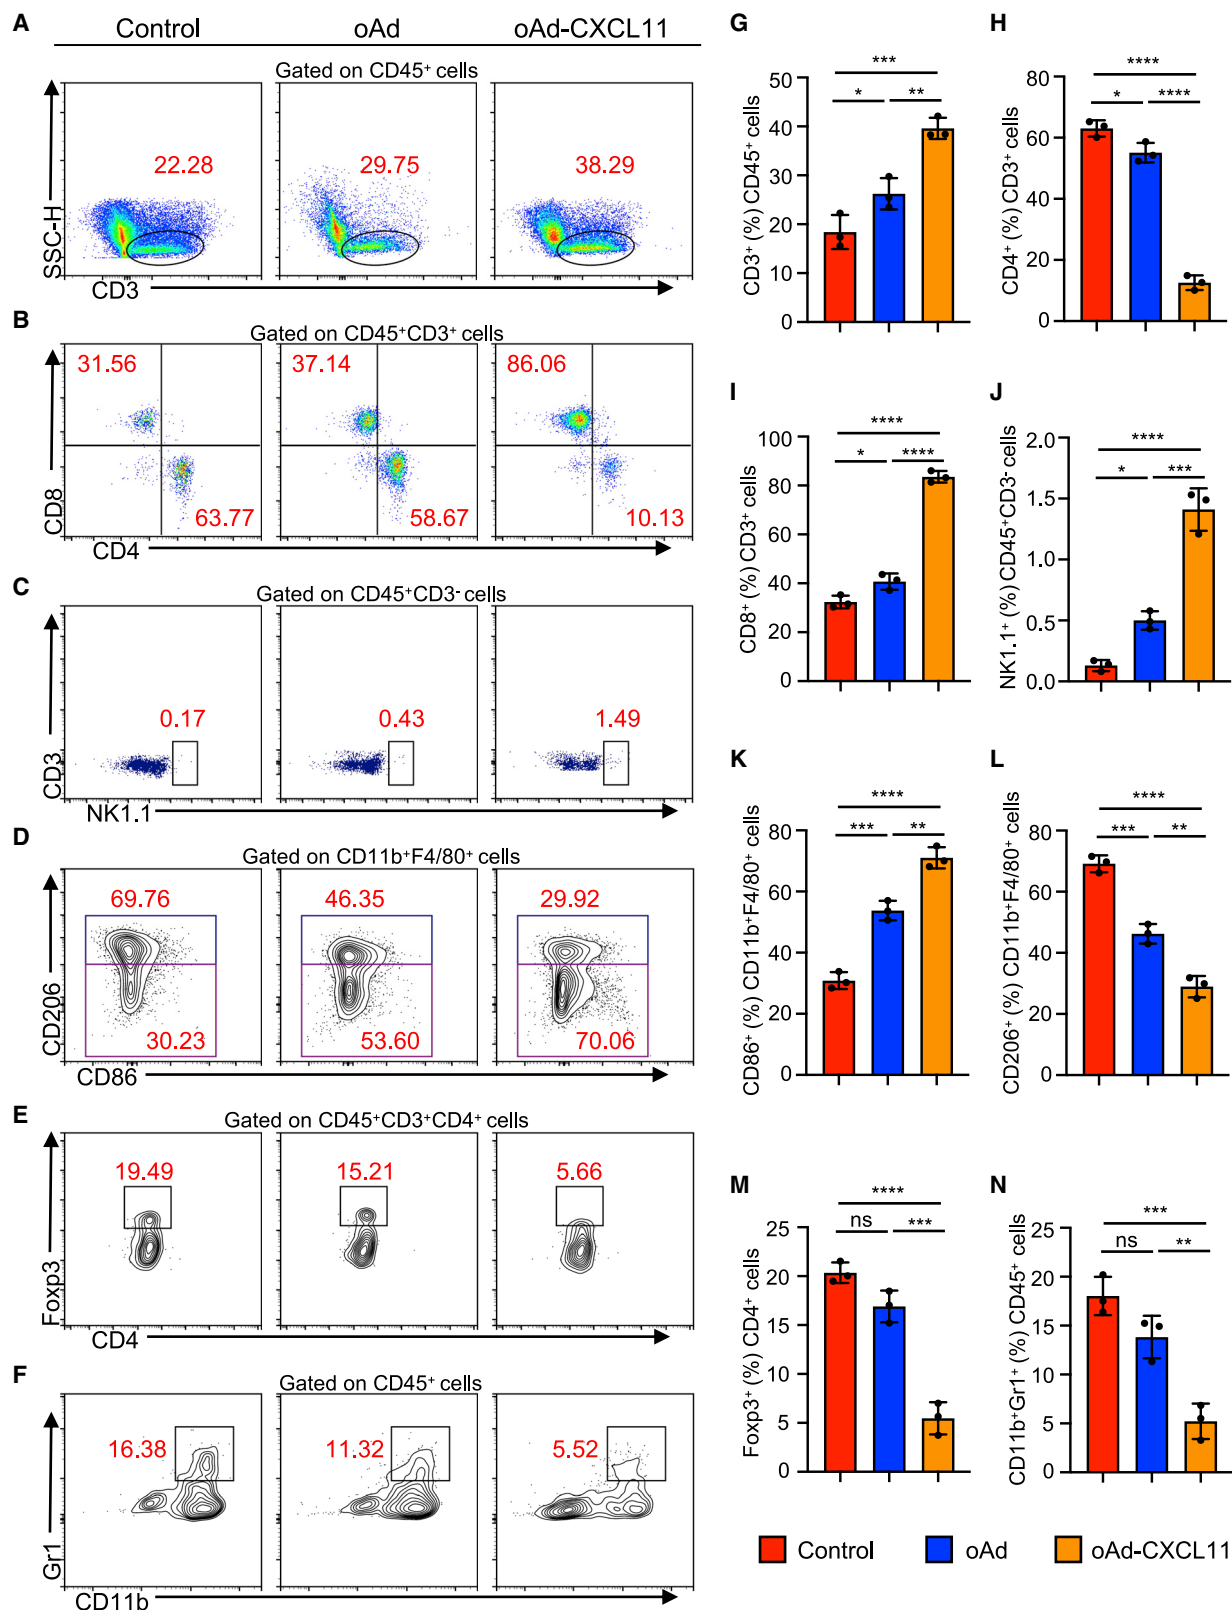 A
Control oAd oAd-CXCL11
Gated on CD45⁺ cells
22.28 29.75 38.29
SSC-H
CD3
B
Gated on CD45⁺CD3⁺ cells
31.56 37.14 86.06
63.77 58.67 10.13
CD8
CD4
C
Gated on CD45⁺CD3⁻ cells
0.17 0.43 1.49
CD3
NK1.1
D
Gated on CD11b⁺F4/80⁺ cells
69.76 46.35 29.92
30.23 53.60 70.06
CD206
CD86
E
Gated on CD45⁺CD3⁺CD4⁺ cells
19.49 15.21 5.66
Foxp3
CD4
F
Gated on CD45⁺ cells
16.38 11.32 5.52
Gr1
CD11b
G
CD3⁺ (%) CD45⁺ cells
50
40
30
20
10
0
***
* **
H
CD4⁺ (%) CD3⁺ cells
80
60
40
20
0
****
* ****
I
CD8⁺ (%) CD3⁺ cells
100
80
60
40
20
0
****
* ****
J
NK1.1⁺ (%) CD45⁺CD3⁻ cells
2.0
1.5
1.0
0.5
0.0
****
* ***
K
CD86⁺ (%) CD11b⁺F4/80⁺ cells
80
60
40
20
0
****
*** **
L
CD206⁺ (%) CD11b⁺F4/80⁺ cells
80
60
40
20
0
****
*** **
M
Foxp3⁺ (%) CD4⁺ cells
25
20
15
10
5
0
****
ns ***
N
CD11b⁺Gr1⁺ (%) CD45⁺ cells
25
20
15
10
5
0
***
ns **
Control oAd oAd-CXCL11